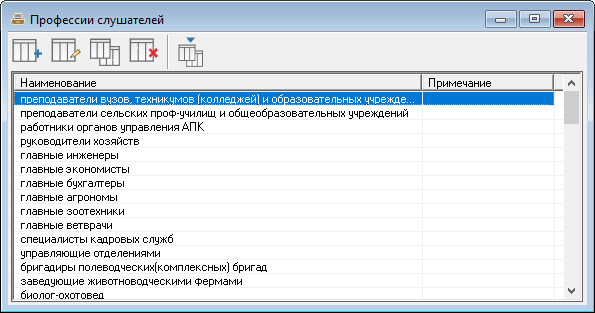 Профессии слушателей
Наименование Примечание
преподаватели вузов, техникумов (колледжей) и образовательных учрежде...
преподаватели сельских проф-училищ и общеобразовательных учреждений
работники органов управления АПК
руководители хозяйств
главные инженеры
главные экономисты
главные бухгалтеры
главные агрономы
главные зоотехники
главные ветврачи
специалисты кадровых служб
управляющие отделениями
бригадиры полеводческих(комплексных) бригад
заведующие животноводческими фермами
биолог-охотовед